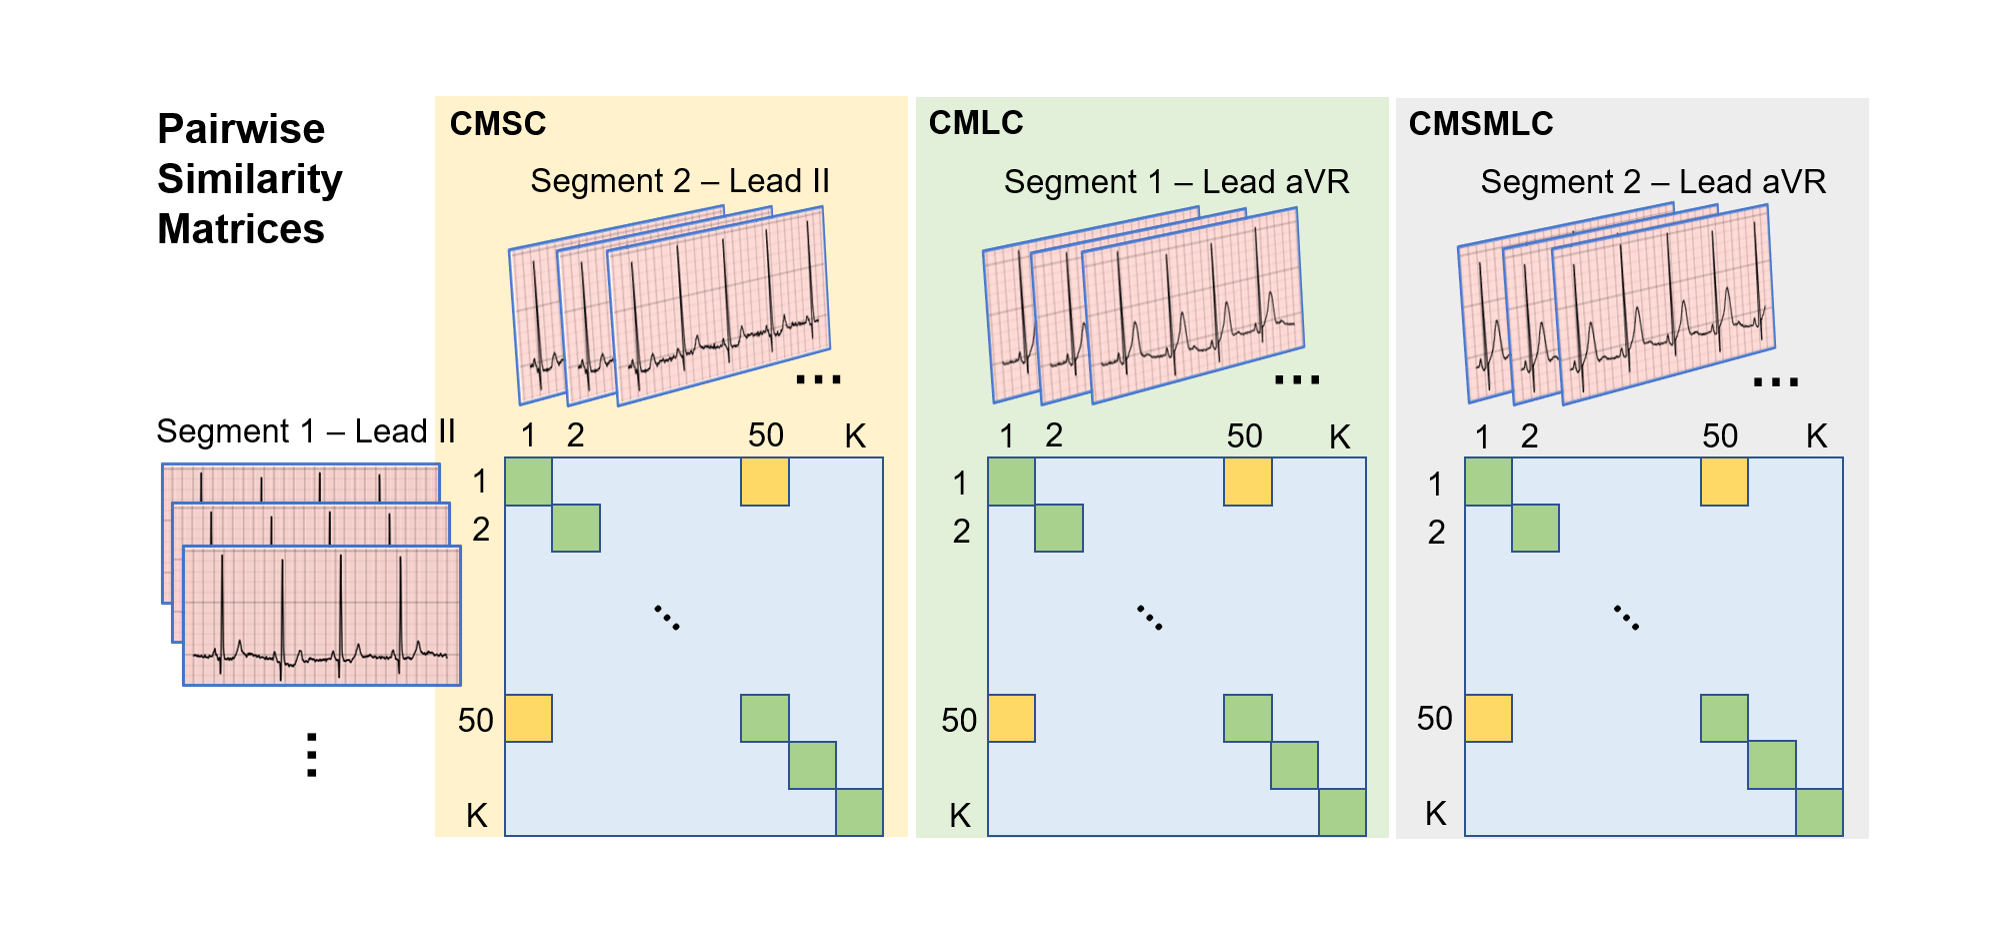 Pairwise
Similarity
Matrices
CMSC
Segment 2 – Lead II
CMLC
Segment 1 – Lead aVR
CMSMLC
Segment 2 – Lead aVR
...
...
...
Segment 1 – Lead II
1 2 50 K
1
2
50
K
1 2 50 K
1
2
50
K
1 2 50 K
1
2
50
K